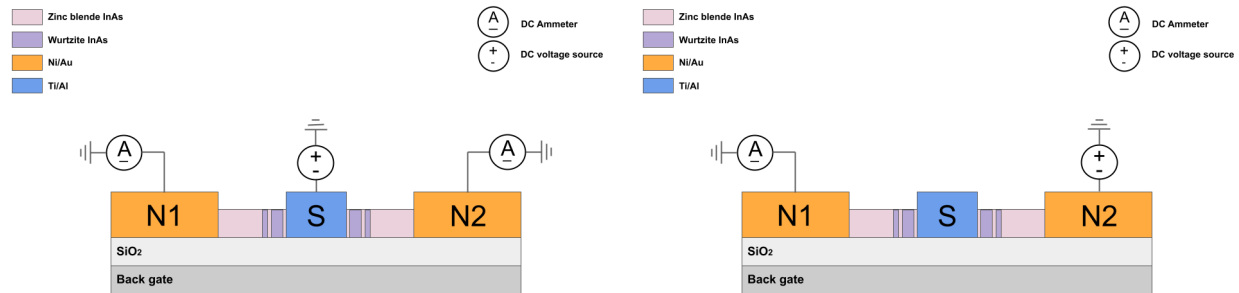 Zinc blende InAs
Wurtzite InAs
Ni/Au
Ti/Al
A
DC Ammeter
+
-
DC voltage source
A
+
-
A
N1
S
N2
SiO₂
Back gate
Zinc blende InAs
Wurtzite InAs
Ni/Au
Ti/Al
A
DC Ammeter
+
-
DC voltage source
A
+
-
N1
S
N2
SiO₂
Back gate